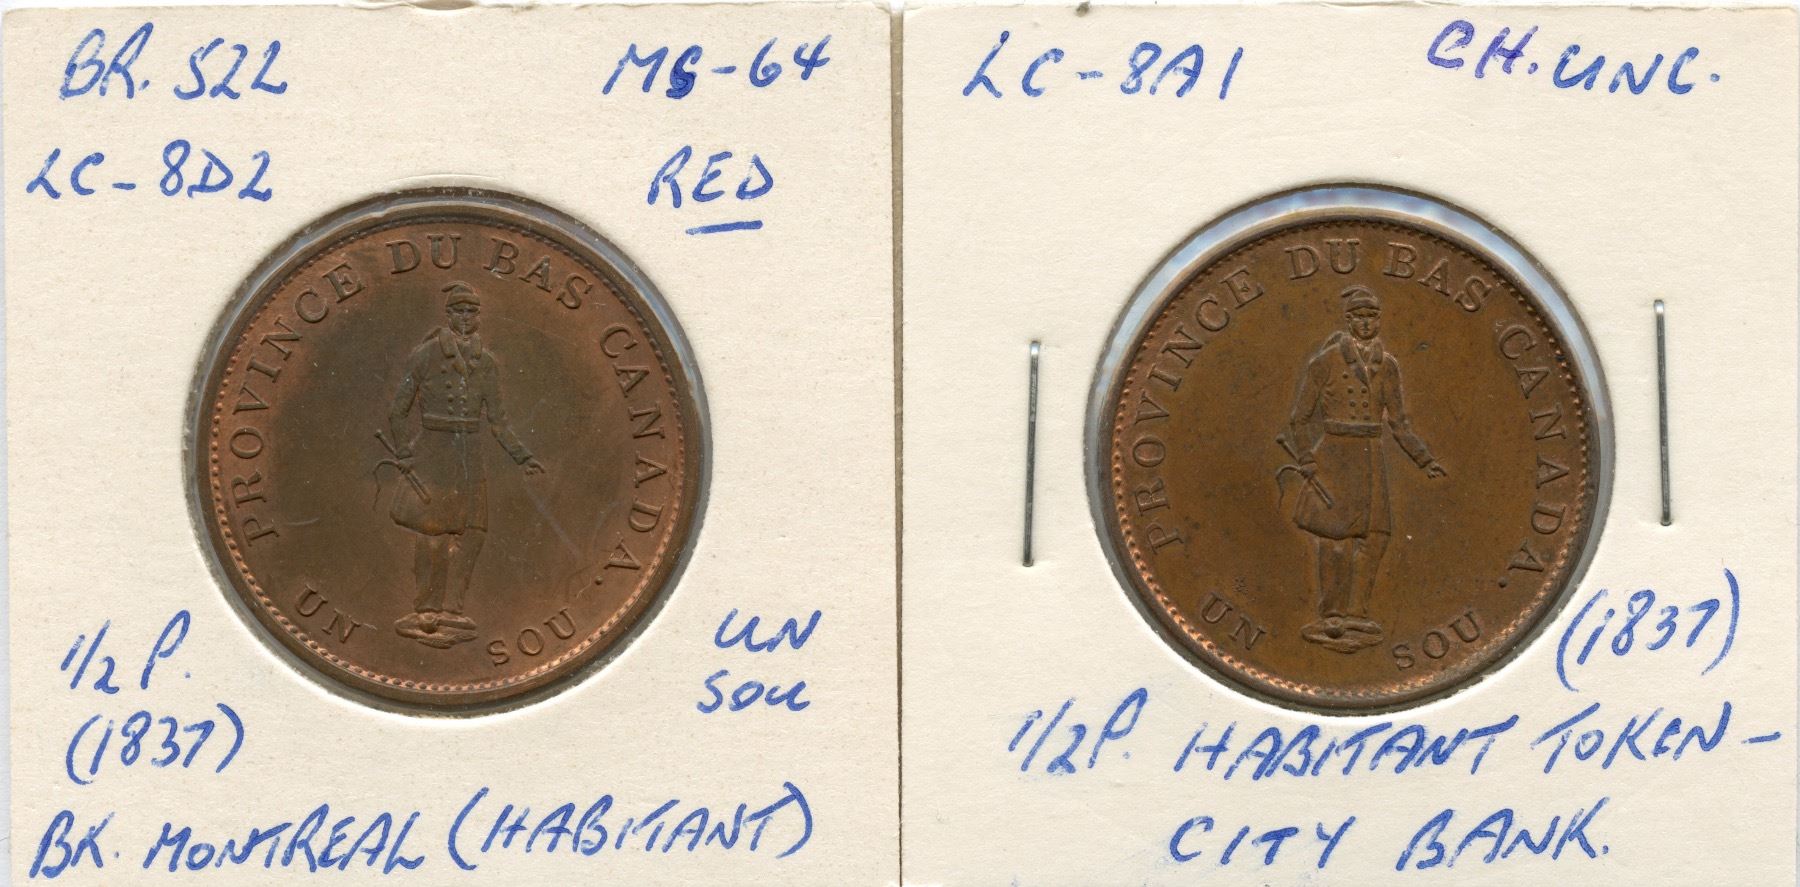 BR. 522 MS-64
LC-8D2 RED
PROVINCE DU BAS CANADA.
UN SOU
1/2 P. UN
(1837) SOU
BK. MONTREAL (HABITANT)
LC-8A1 CH. UNC.
PROVINCE DU BAS CANADA.
UN SOU
(1837)
1/2 P. HABITANT TOKEN-
CITY BANK.